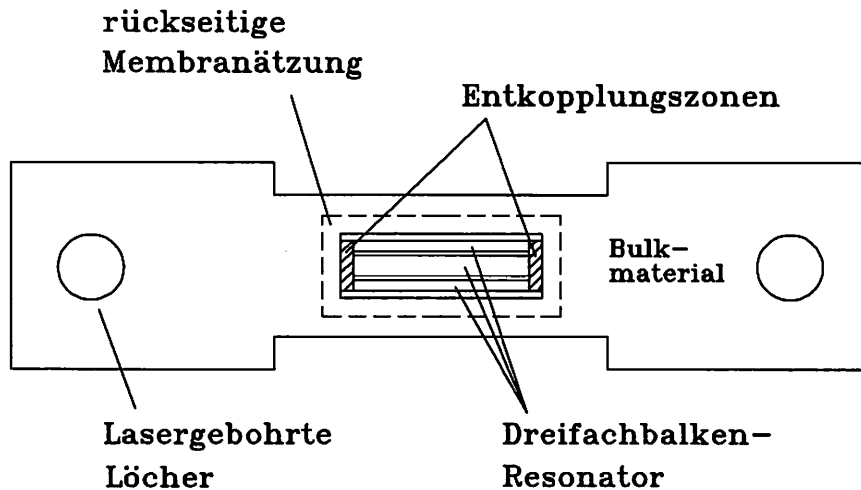 rückseitige
Membranätzung
Entkopplungszonen
Bulk-
material
Lasergebohrte
Löcher
Dreifachbalken-
Resonator